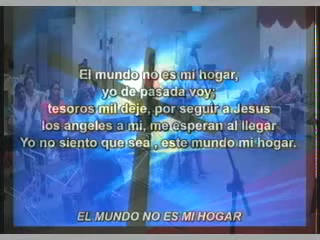 El mundo no es mi hogar,
yo de pasada voy;
tesoros mil deje, por seguir a Jesus
los angeles a mi, me esperan al llegar
Yo no siento que sea , este mundo mi hogar.
EL MUNDO NO ES MI HOGAR